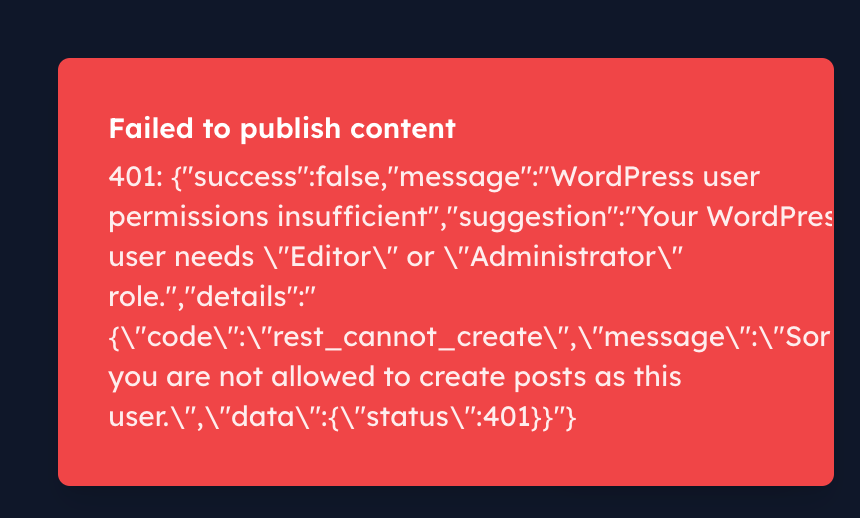 Failed to publish content
401: {"success":false,"message":"WordPress user
permissions insufficient","suggestion":"Your WordPres
user needs \"Editor\" or \"Administrator\"
role.","details":"
{\"code\":\"rest_cannot_create\",\"message\":\"Sor
you are not allowed to create posts as this
user.\",\"data\":{\"status\":401}}"}